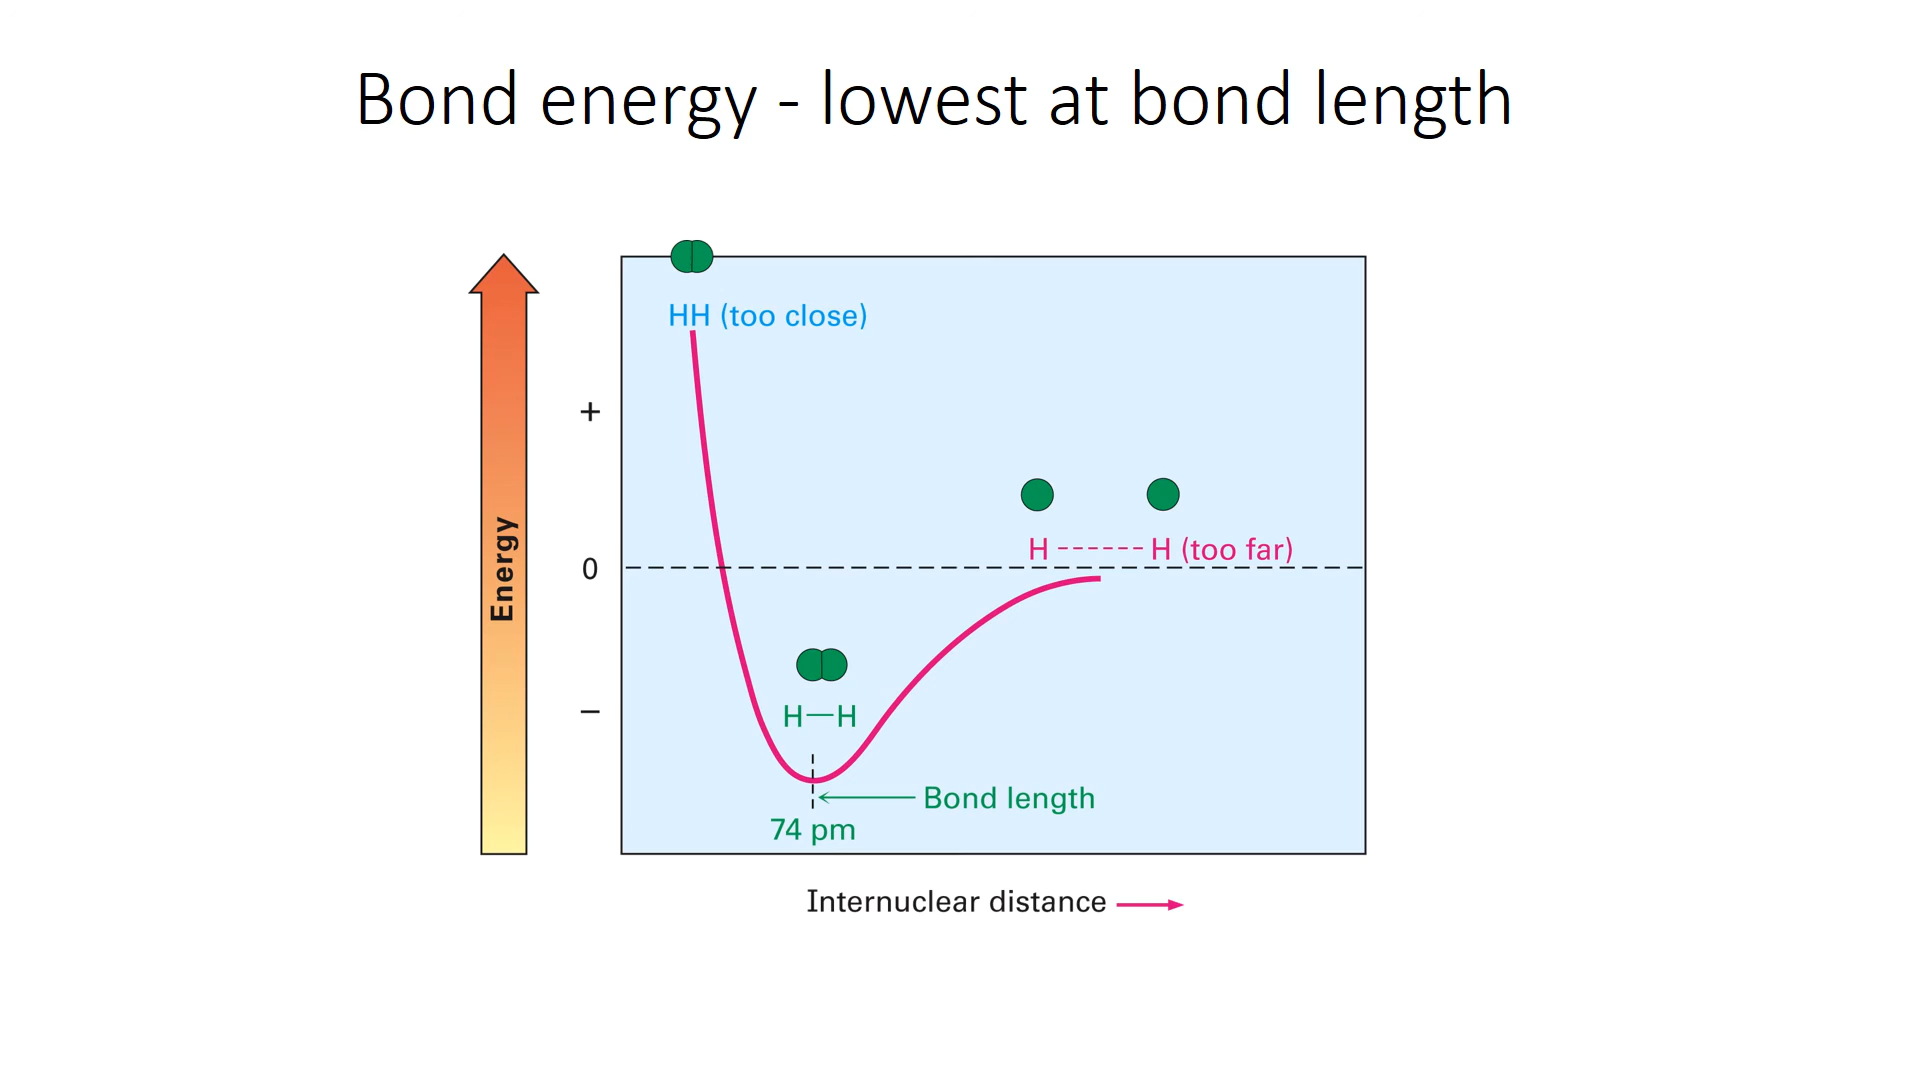 Bond energy - lowest at bond length
HH (too close)
+
Energy
0
H ------ H (too far)
H—H
–
Bond length
74 pm
Internuclear distance